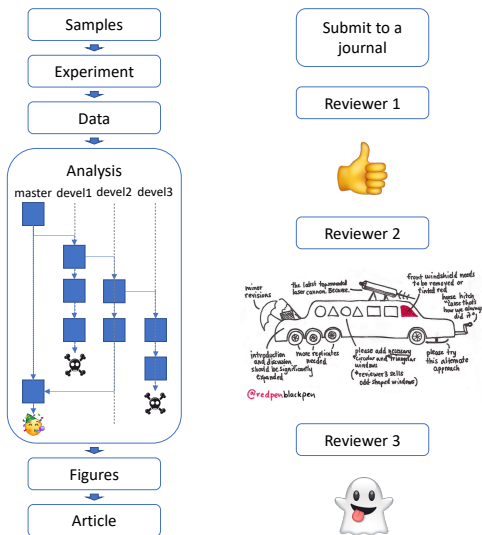 Samples
Experiment
Data
Analysis
master devel1 devel2 devel3
Figures
Article
Submit to a
journal
Reviewer 1
Reviewer 2
minor
revisions
the latest top-mounted
laser cannon. Because.
front windshield needs
to be removed or
tinted red
horse hitch
"cause that's
how we always
did it"
introduction
and discussion
should be significantly
expanded
more replicates
needed
please add necessary
*circular and triangular
windows
(*reviewer 3 sells
odd-shaped windows)
please try
this alternate
approach
@redpenblackpen
Reviewer 3